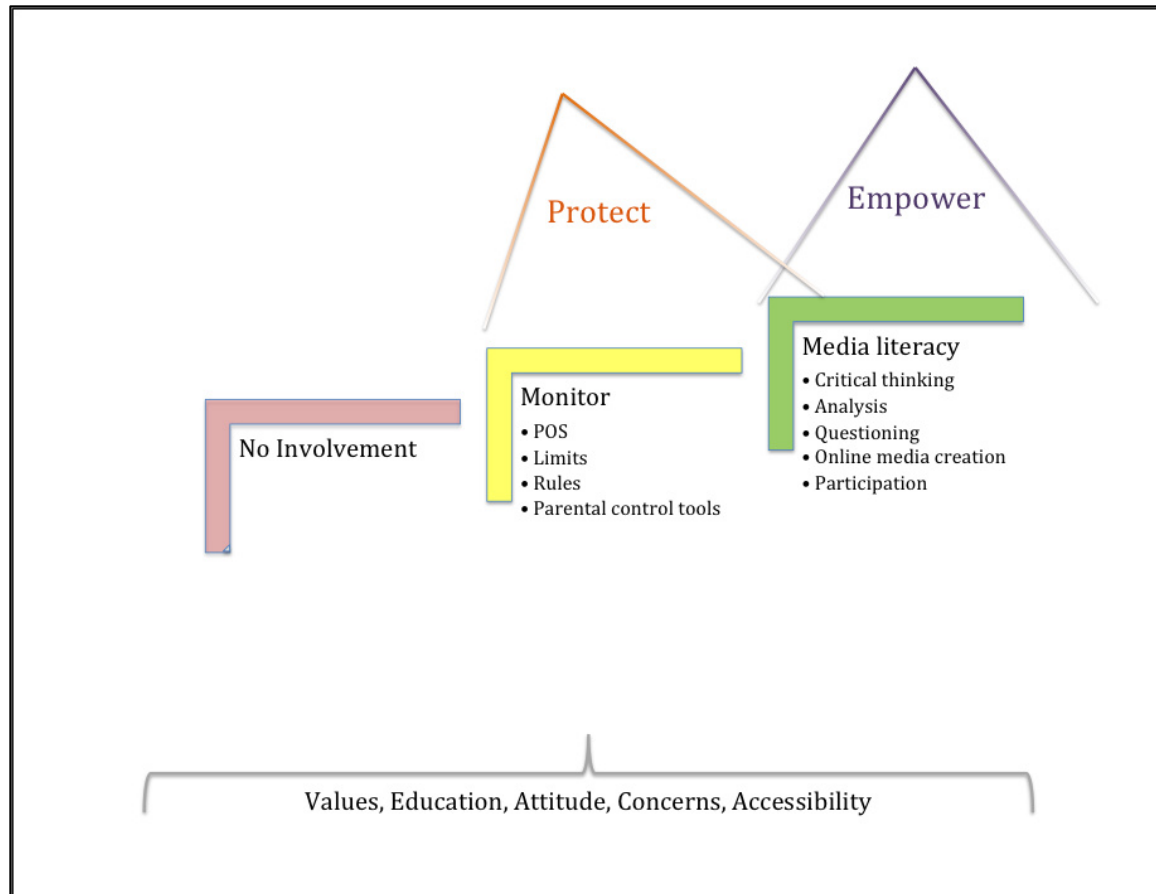 Protect
Empower
No Involvement
Monitor
• POS
• Limits
• Rules
• Parental control tools
Media literacy
• Critical thinking
• Analysis
• Questioning
• Online media creation
• Participation
Values, Education, Attitude, Concerns, Accessibility